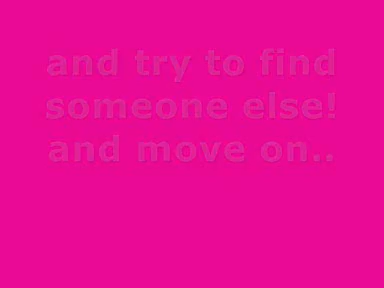 and try to find
someone else!
and move on..